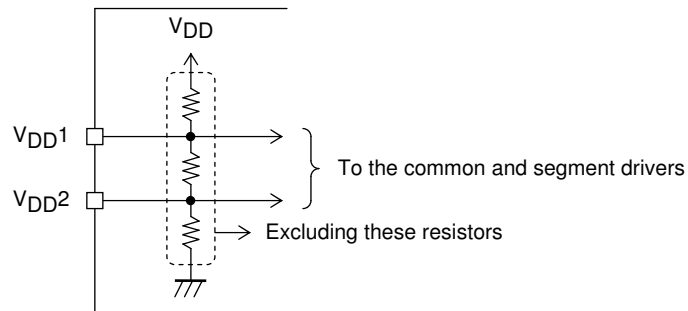 VDD
VDD1
To the common and segment drivers
VDD2
Excluding these resistors